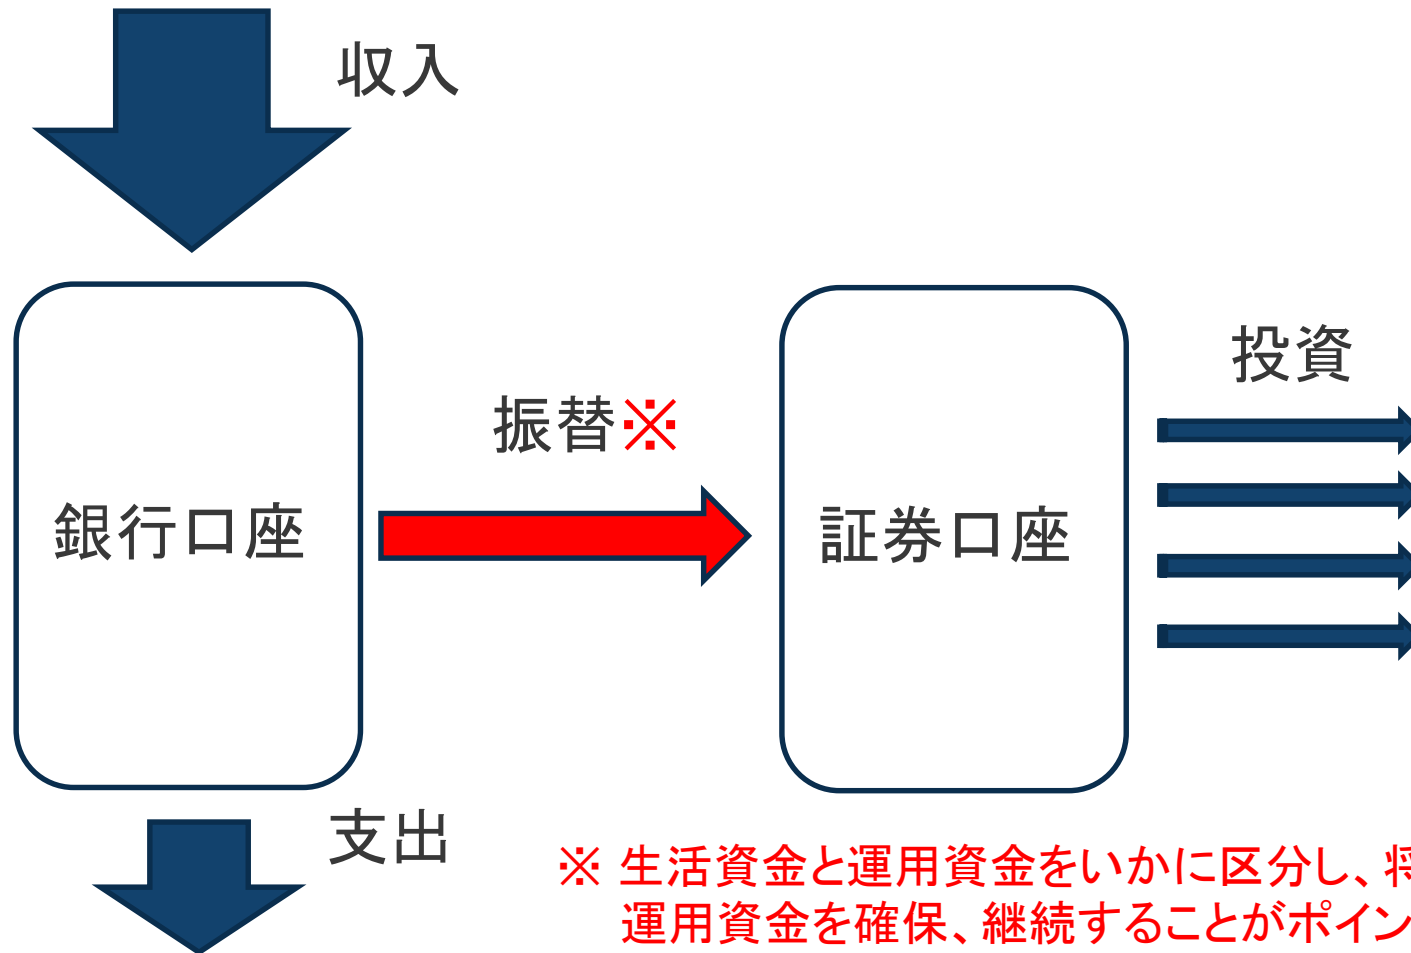 収入
投資
振替※
銀行口座
証券口座
支出
※ 生活資金と運用資金をいかに区分し、
運用資金を確保、継続することがポイン